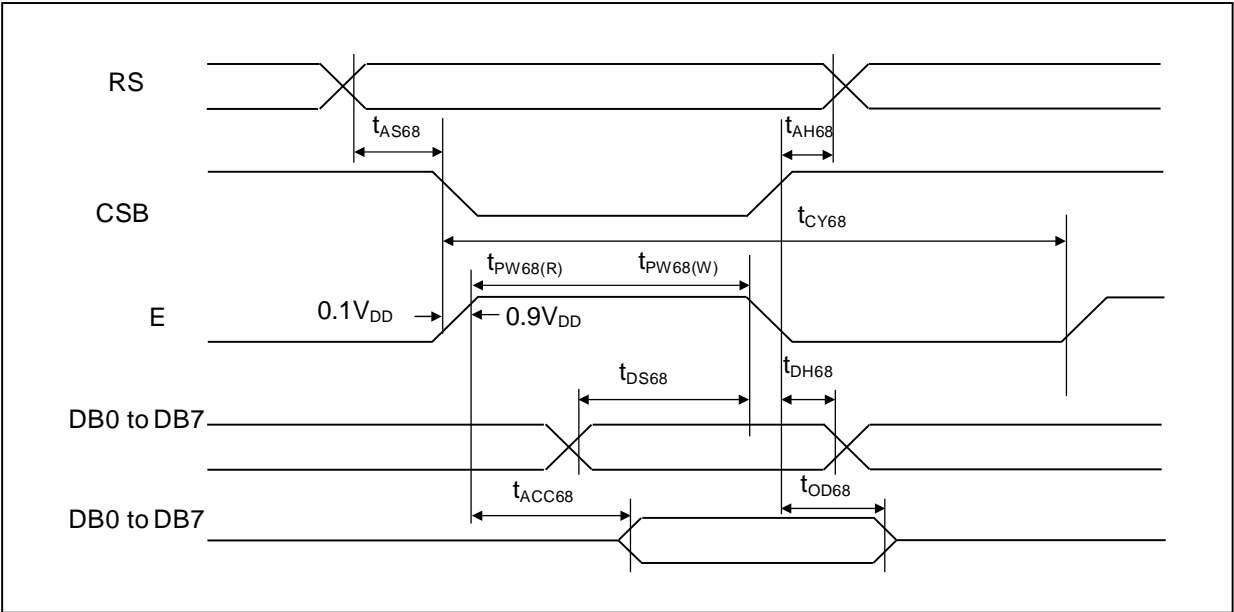 RS
tAS68
tAH68
CSB
tCY68
tPW68(R)
tPW68(W)
E
0.1VDD
0.9VDD
tDS68
tDH68
DB0 to DB7
tACC68
tOD68
DB0 to DB7